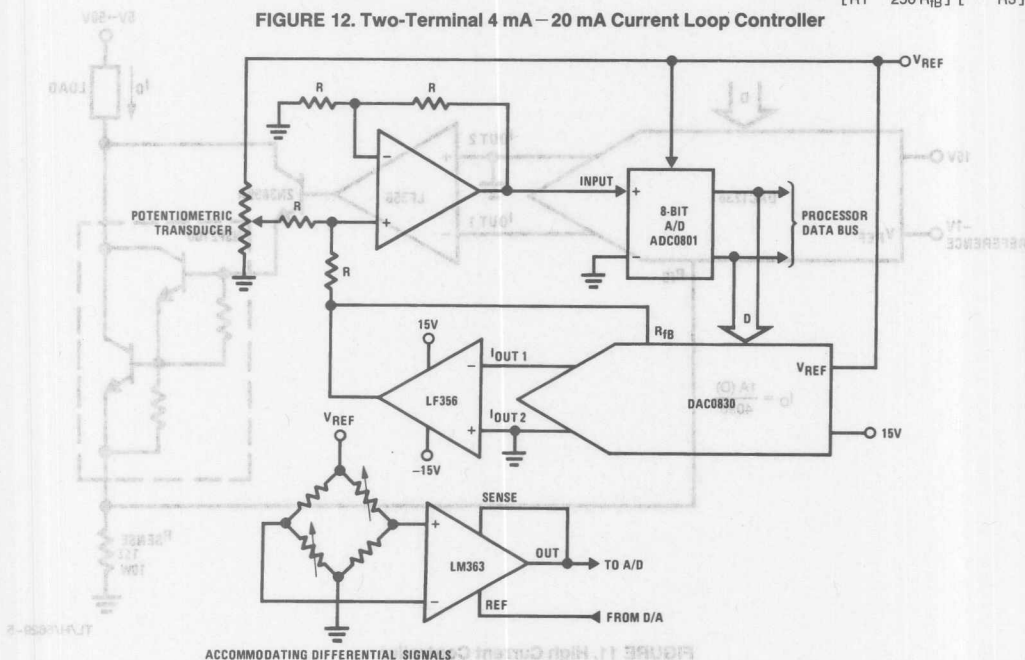 FIGURE 12. Two-Terminal 4 mA–20 mA Current Loop Controller
VREF
R
R
INPUT
+
8-BIT
A/D
ADC0801
−
PROCESSOR
DATA BUS
POTENTIOMETRIC
TRANSDUCER
R
−
+
R
D
15V
RfB
IOUT 1
−
LF356
IOUT 2
+
−15V
VREF
DAC0830
15V
VREF
SENSE
+
LM363
OUT
TO A/D
−
REF
FROM D/A
ACCOMMODATING DIFFERENTIAL SIGNALS